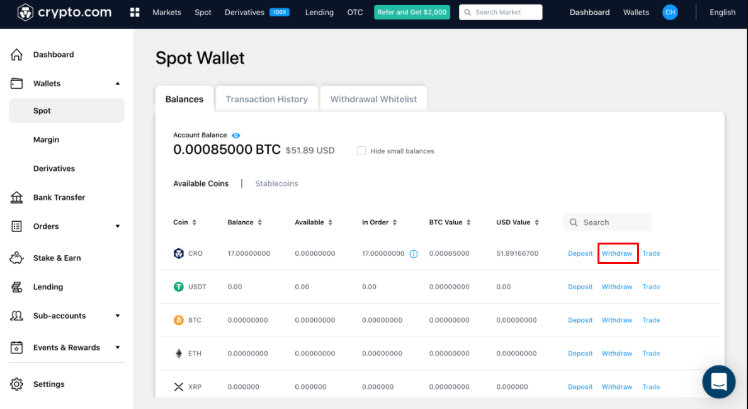 crypto.com Markets Spot Derivatives 100X Lending OTC Refer and Get $2,000 Search Market Dashboard Wallets CH English
Dashboard
Wallets
Spot
Margin
Derivatives
Bank Transfer
Orders
Stake & Earn
Lending
Sub-accounts
Events & Rewards
Settings
Spot Wallet
Balances Transaction History Withdrawal Whitelist
Account Balance
0.00085000 BTC $51.89 USD Hide small balances
Available Coins | Stablecoins
Coin Balance Available In Order BTC Value USD Value Search
CRO 17.00000000 0.00000000 17.00000000 0.00085000 51.89166700 Deposit Withdraw Trade
USDT 0.00 0.00 0.00 0.00000000 0.00 Deposit Withdraw Trade
BTC 0.00000000 0.00000000 0.00000000 0.00000000 0.00000000 Deposit Withdraw Trade
ETH 0.00000000 0.00000000 0.00000000 0.00000000 0.00000000 Deposit Withdraw Trade
XRP 0.000000 0.000000 0.000000 0.00000000 0.000000 Deposit Withdraw Trade